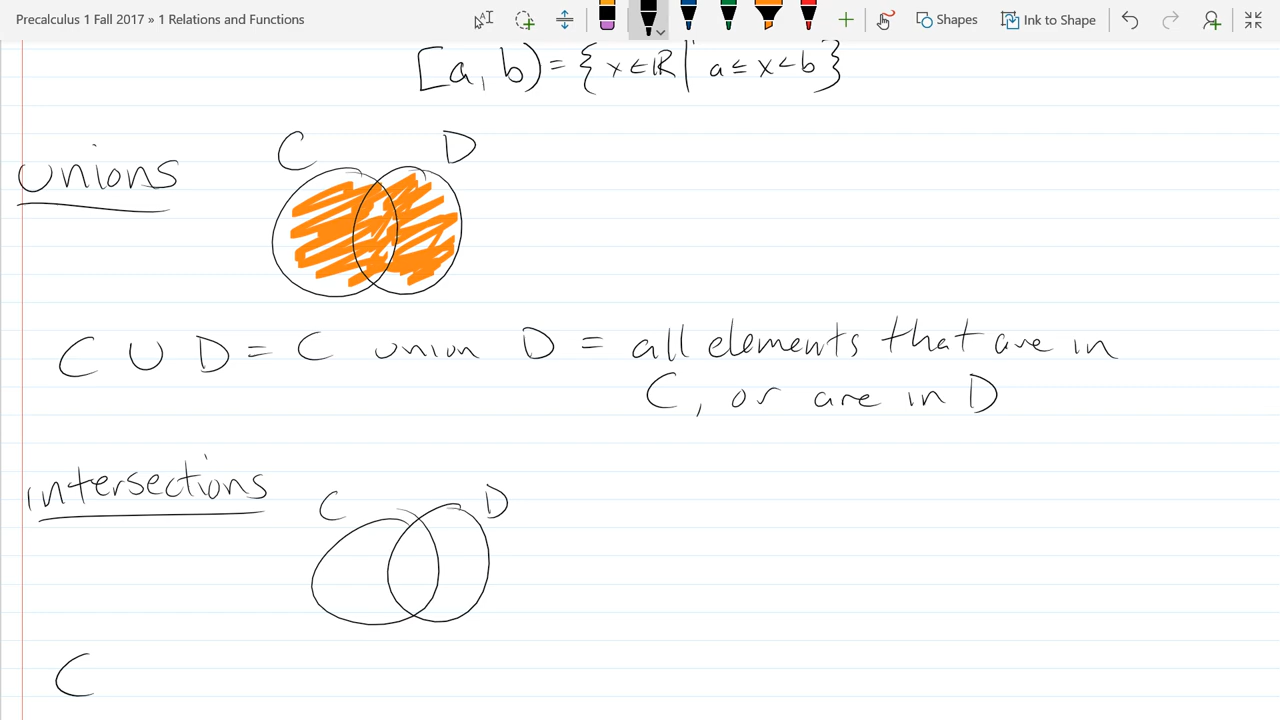 Precalculus 1 Fall 2017 » 1 Relations and Functions
Shapes
Ink to Shape
[a, b) = { x ∈ ℝ | a ≤ x < b }
C D
Unions
C ∪ D = C union D = all elements that are in
C, or are in D
intersections
C D
C